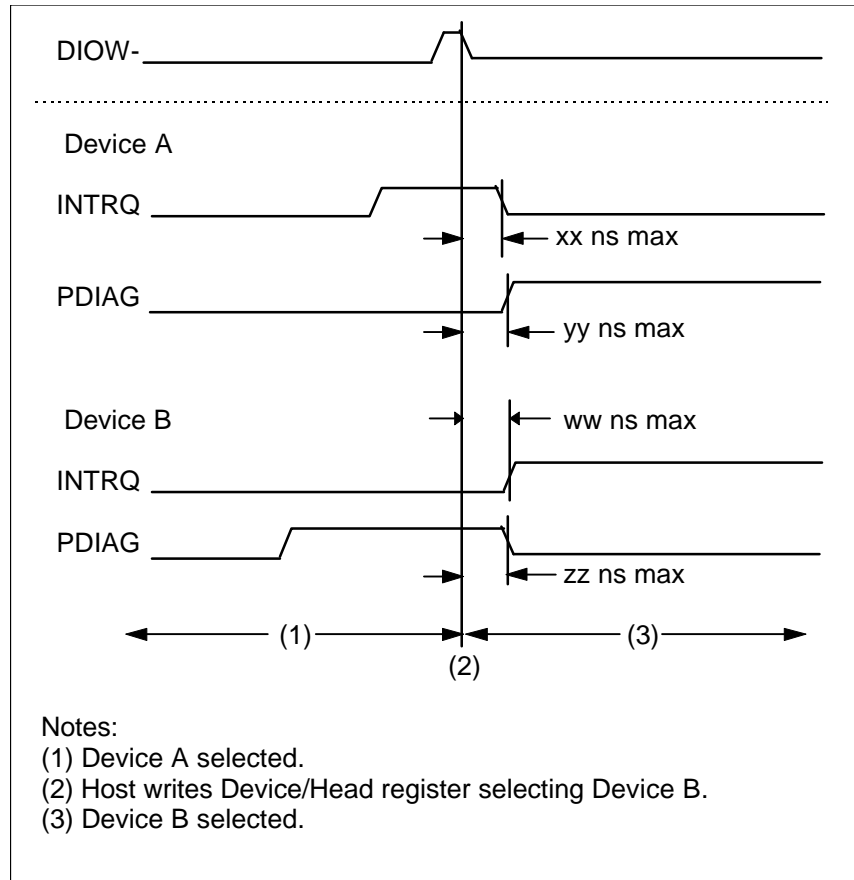 DIOW-
Device A
INTRQ
xx ns max
PDIAG
yy ns max
Device B
ww ns max
INTRQ
PDIAG
zz ns max
(1)
(3)
(2)
Notes:
(1) Device A selected.
(2) Host writes Device/Head register selecting Device B.
(3) Device B selected.